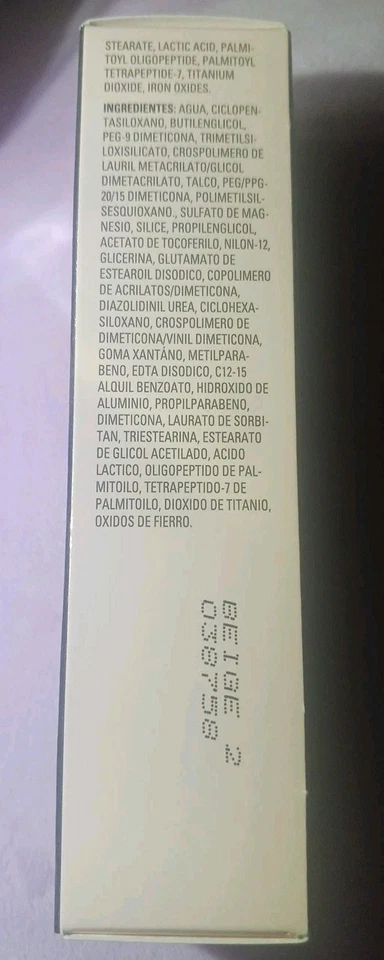 STEARATE, LACTIC ACID, PALMI-
TOYL OLIGOPEPTIDE, PALMITOYL
TETRAPEPTIDE-7, TITANIUM
DIOXIDE, IRON OXIDES.
INGREDIENTES: AGUA, CICLOPEN-
TASILOXANO, BUTILENGLICOL,
PEG-9 DIMETICONA, TRIMETILSI-
LOXISILICATO, CROSPOLIMERO DE
LAURIL METACRILATO/GLICOL
DIMETACRILATO, TALCO, PEG/PPG-
20/15 DIMETICONA, POLIMETILSIL-
SESQUIOXANO., SULFATO DE MAG-
NESIO, SILICE, PROPILENGLICOL,
ACETATO DE TOCOFERILO, NILON-12,
GLICERINA, GLUTAMATO DE
ESTEAROIL DISODICO, COPOLIMERO
DE ACRILATOS/DIMETICONA,
DIAZOLIDINIL UREA, CICLOHEXA-
SILOXANO, CROSPOLIMERO DE
DIMETICONA/VINIL DIMETICONA,
GOMA XANTÁNO, METILPARA-
BENO, EDTA DISODICO, C12-15
ALQUIL BENZOATO, HIDROXIDO DE
ALUMINIO, PROPILPARABENO,
DIMETICONA, LAURATO DE SORBI-
TAN, TRIESTEARINA, ESTEARATO
DE GLICOL ACETILADO, ACIDO
LACTICO, OLIGOPEPTIDO DE PAL-
MITOILO, TETRAPEPTIDO-7 DE
PALMITOILO, DIOXIDO DE TITANIO,
OXIDOS DE FIERRO.
BEIGE 2
038758